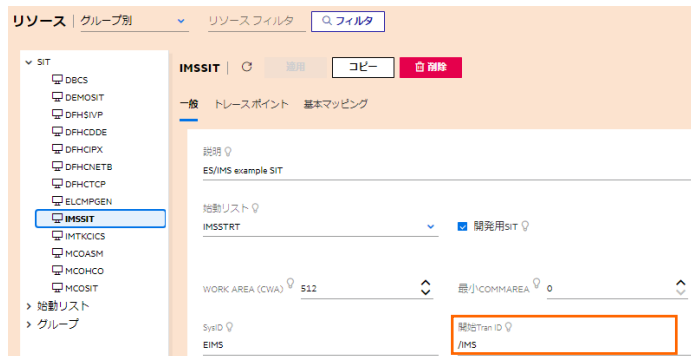 リソース グループ別 リソースフィルタ フィルタ
SIT
DBCS
DEMOSIT
DFH$IVP
DFHCDDE
DFHCIPX
DFHCNETB
DFHCTCP
ELCMPGEN
IMSSIT
IMTKCICS
MCOASM
MCOHCO
MCOSIT
始動リスト
グループ
IMSSIT 適用 コピー 削除
一般 トレースポイント 基本マッピング
説明
ES/IMS example SIT
始動リスト
IMSSTRT 開発用SIT
WORK AREA (CWA) 512 最小COMMAREA 0
SysID 開始Tran ID
EIMS /IMS